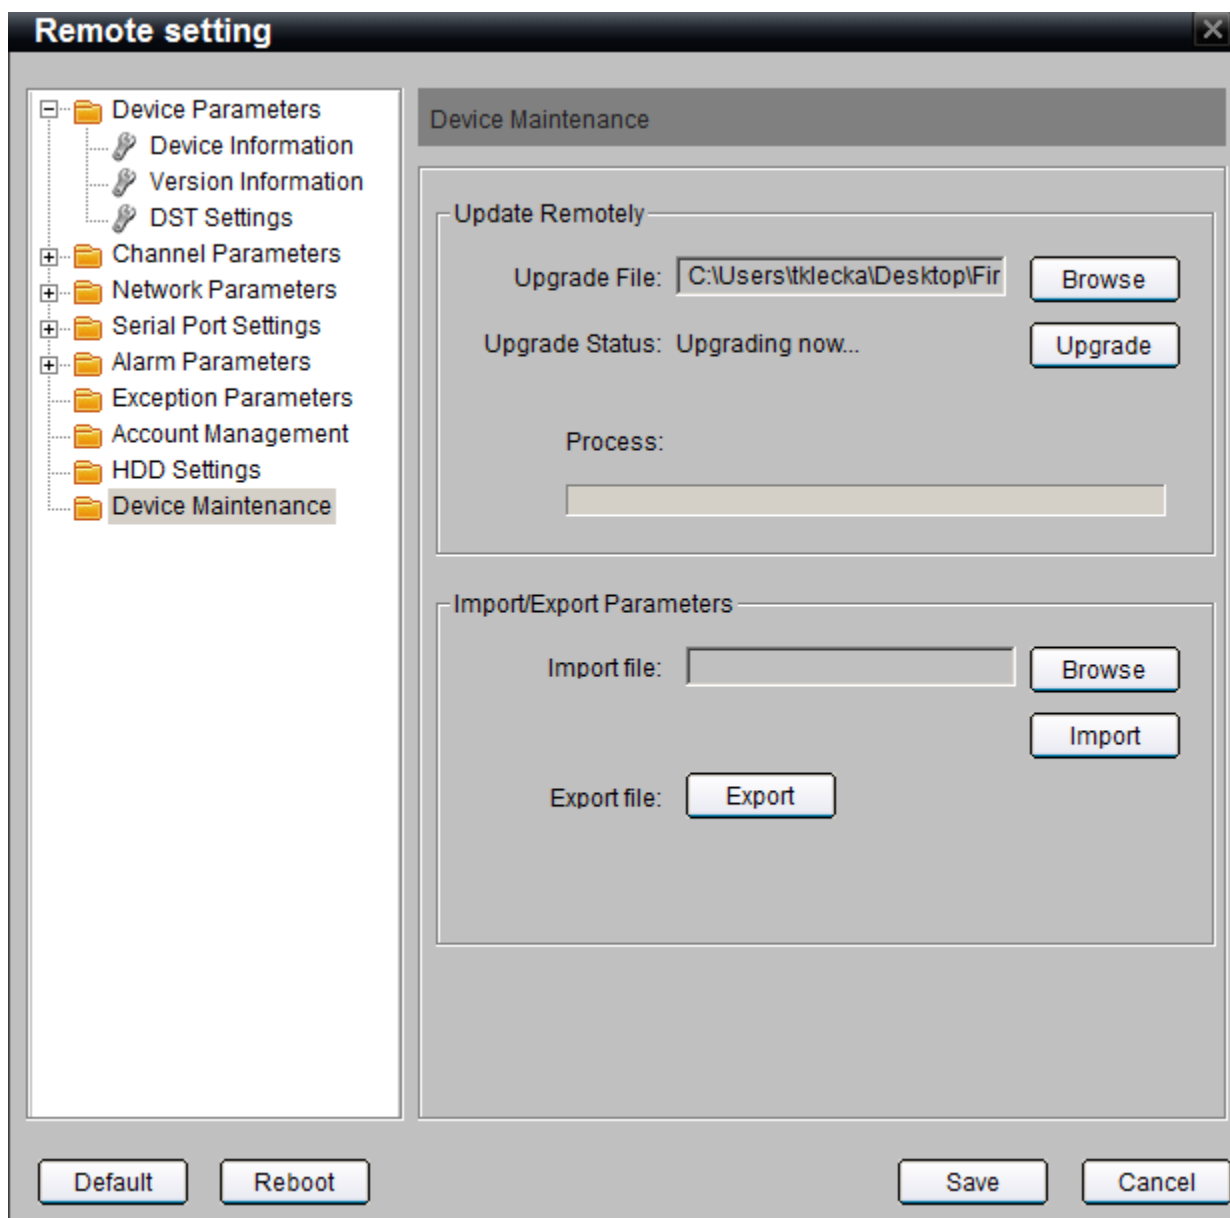 Remote setting
Device Parameters
Device Information
Version Information
DST Settings
Channel Parameters
Network Parameters
Serial Port Settings
Alarm Parameters
Exception Parameters
Account Management
HDD Settings
Device Maintenance
Device Maintenance
Update Remotely
Upgrade File: C:\Users\tklecka\Desktop\Fir Browse
Upgrade Status: Upgrading now... Upgrade
Process:
Import/Export Parameters
Import file: Browse
Import
Export file: Export
Default Reboot Save Cancel